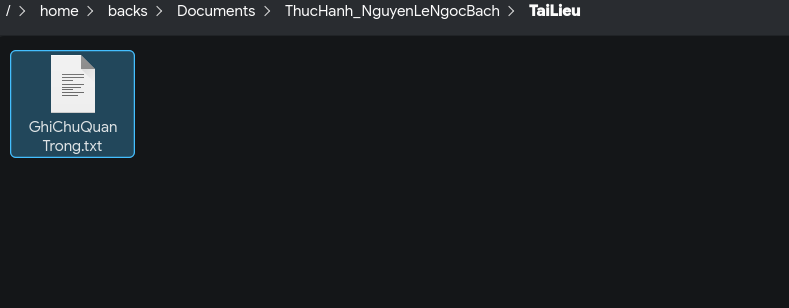 / > home > backs > Documents > ThucHanh_NguyenLeNgocBach > TaiLieu
GhiChuQuan
Trong.txt